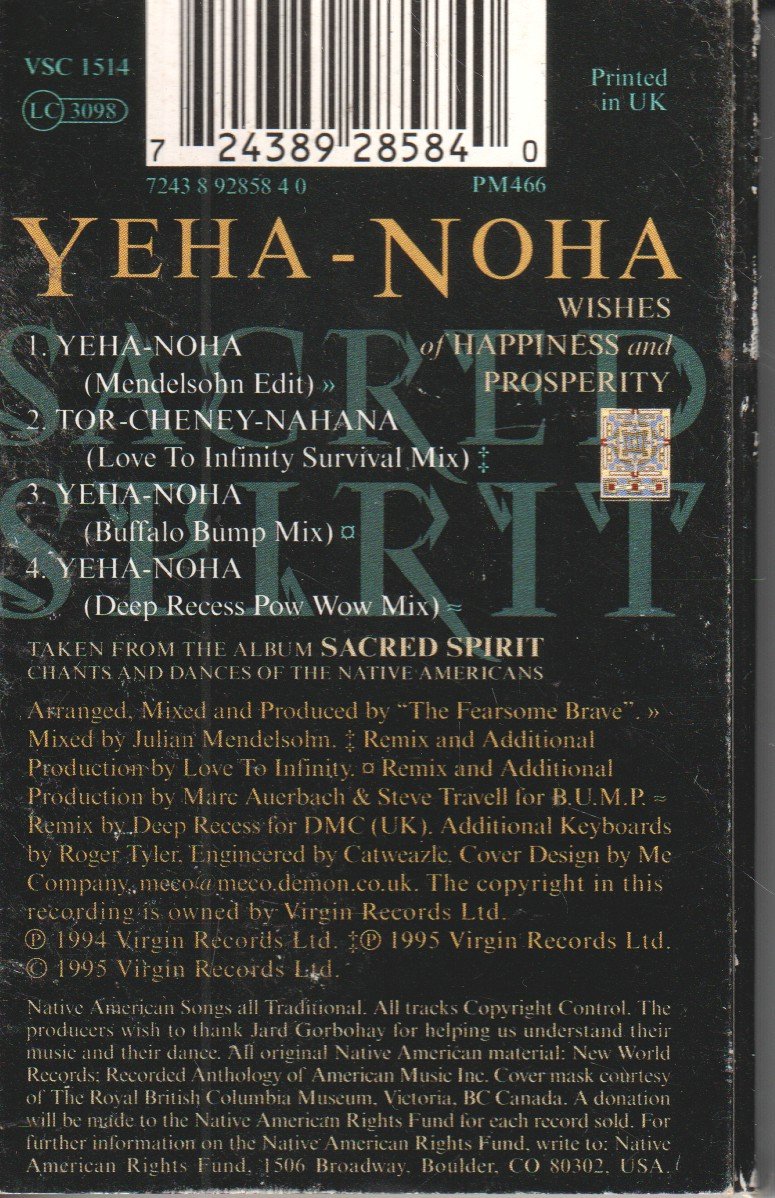 VSC 1514
LC 3098
Printed
in UK
7 24389 28584 0
7243 8 92858 4 0
PM466
YEHA-NOHA
WISHES
of HAPPINESS and
PROSPERITY
SACRED
SPIRIT
1. YEHA-NOHA
(Mendelsohn Edit) »
2. TOR-CHENEY-NAHANA
(Love To Infinity Survival Mix) ‡
3. YEHA-NOHA
(Buffalo Bump Mix) ¤
4. YEHA-NOHA
(Deep Recess Pow Wow Mix) ≈
TAKEN FROM THE ALBUM SACRED SPIRIT
CHANTS AND DANCES OF THE NATIVE AMERICANS
Arranged, Mixed and Produced by “The Fearsome Brave”. »
Mixed by Julian Mendelsohn. ‡ Remix and Additional
Production by Love To Infinity. ¤ Remix and Additional
Production by Marc Auerbach & Steve Travell for B.U.M.P. ≈
Remix by Deep Recess for DMC (UK). Additional Keyboards
by Roger Tyler. Engineered by Catweazle. Cover Design by Me
Company, meco@meco.demon.co.uk. The copyright in this
recording is owned by Virgin Records Ltd.
℗ 1994 Virgin Records Ltd. ‡℗ 1995 Virgin Records Ltd.
© 1995 Virgin Records Ltd.
Native American Songs all Traditional. All tracks Copyright Control. The
producers wish to thank Jard Gorbohay for helping us understand their
music and their dance. All original Native American material: New World
Records; Recorded Anthology of American Music Inc. Cover mask courtesy
of The Royal British Columbia Museum, Victoria, BC Canada. A donation
will be made to the Native American Rights Fund for each record sold. For
further information on the Native American Rights Fund, write to: Native
American Rights Fund, 1506 Broadway, Boulder, CO 80302, USA.